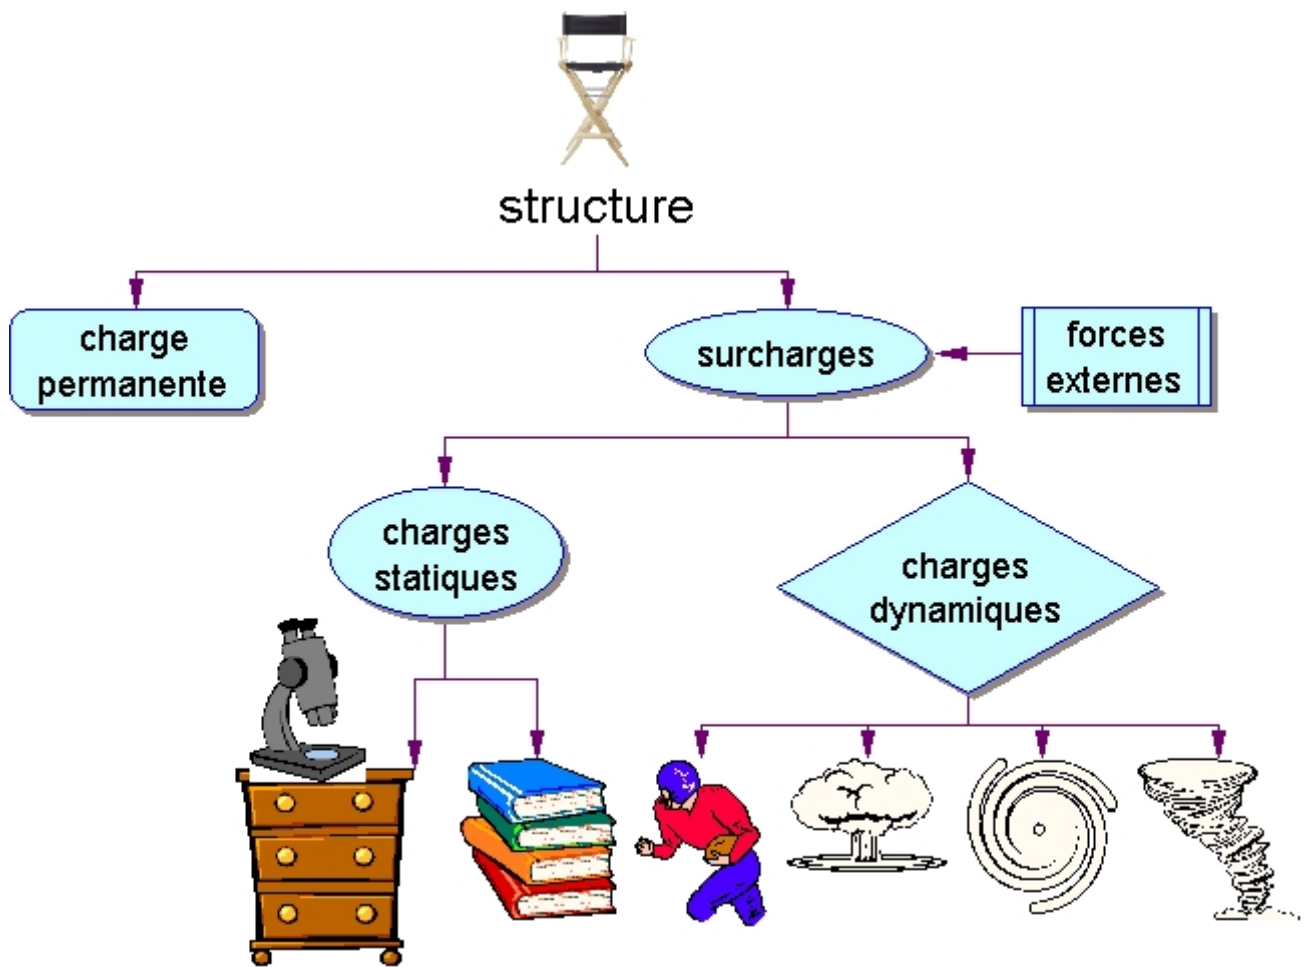 structure
charge
permanente
surcharges
forces
externes
charges
statiques
charges
dynamiques